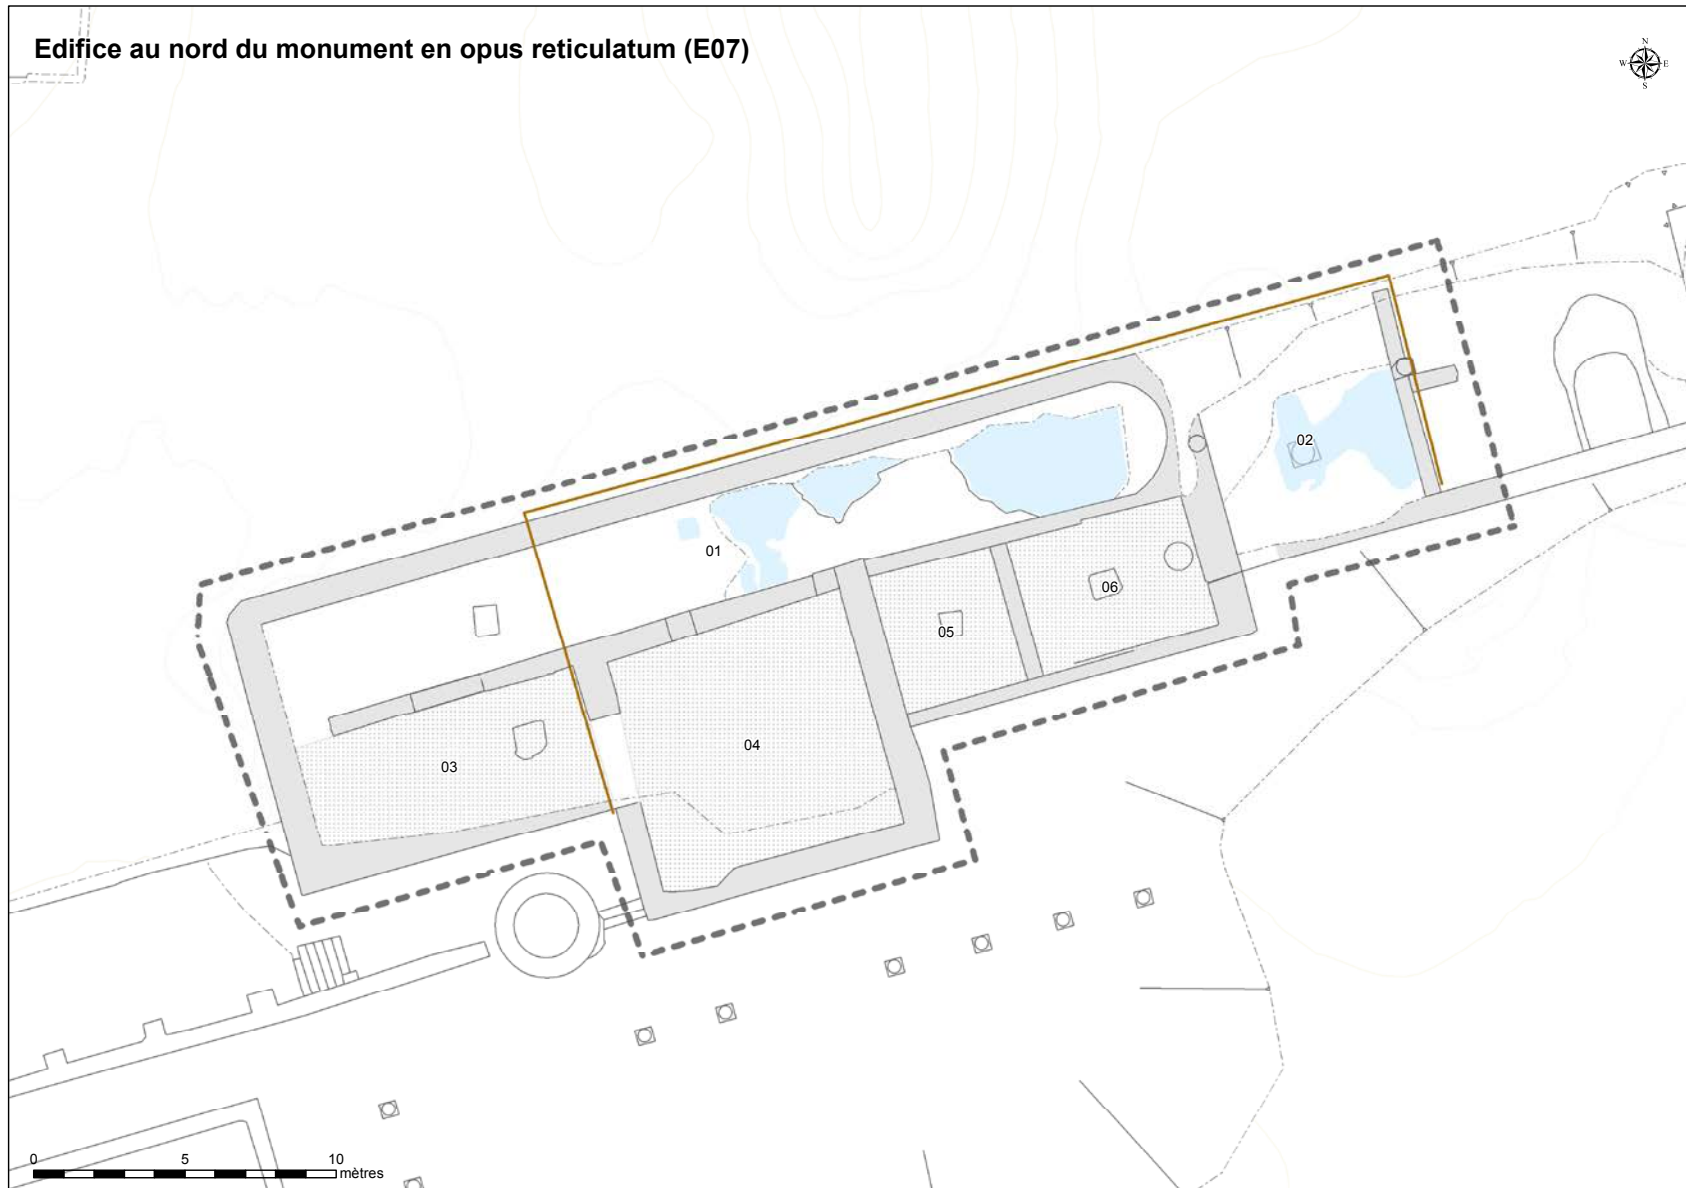 Edifice au nord du monument en opus reticulatum (E07)
N
W E
S
02
01
06
05
04
03
0 5 10
mètres